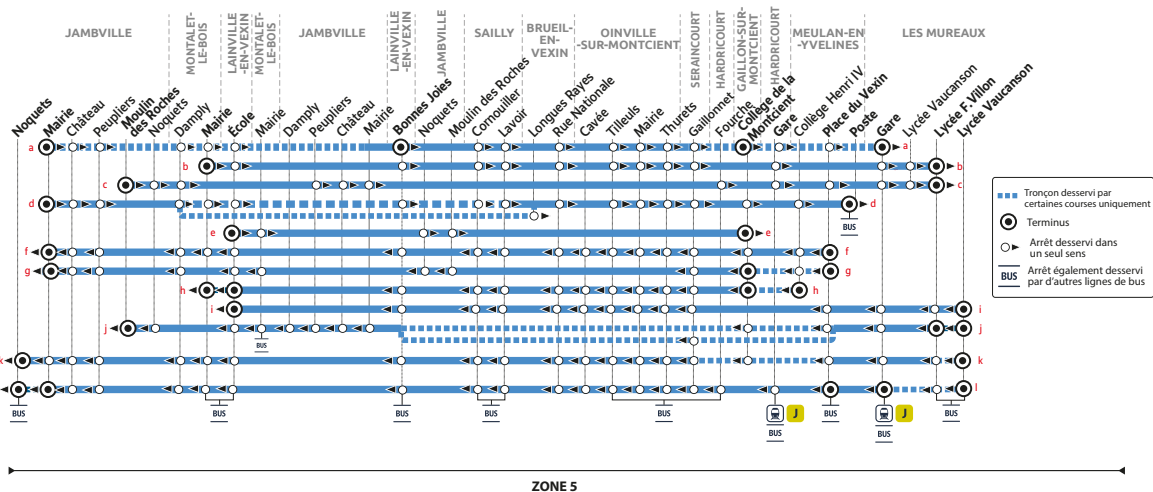 JAMBVILLE
MONTALET-
LE-BOIS
LAINVILLE
-EN-VEXIN
MONTALET-
LE-BOIS
JAMBVILLE
LAINVILLE
-EN-VEXIN
JAMBVILLE
SAILLY
BRUEIL-
EN-
VEXIN
OINVILLE
-SUR-MONTCIENT
SERAINCOURT
HARDRICOURT
GAILLON-SUR-
MONTCIENT
HARDRICOURT
MEULAN-EN
-YVELINES
LES MUREAUX
Noquets
Mairie
Château
Peupliers
Moulin
des Roches
Noquets
Damply
Mairie
École
Mairie
Damply
Peupliers
Château
Mairie
Bonnes Joies
Noquets
Moulin des Roches
Cornouiller
Lavoir
Longues Rayes
Rue Nationale
Cavée
Tilleuls
Mairie
Thurets
Gaillonnet
Fourche
Collège de la
Montcient
Gare
Collège Henri IV
Place du Vexin
Poste
Gare
Lycée Vaucanson
Lycée F. Villon
Lycée Vaucanson
a a
b b
c c
d d
BUS
e e
f f
g g
h h
i i
j j
BUS
k k
l
BUS BUS BUS BUS BUS J BUS J BUS
BUS BUS
Tronçon desservi par
certaines courses uniquement
Terminus
Arrêt desservi dans
un seul sens
BUS
Arrêt également desservi
par d'autres lignes de bus
ZONE 5